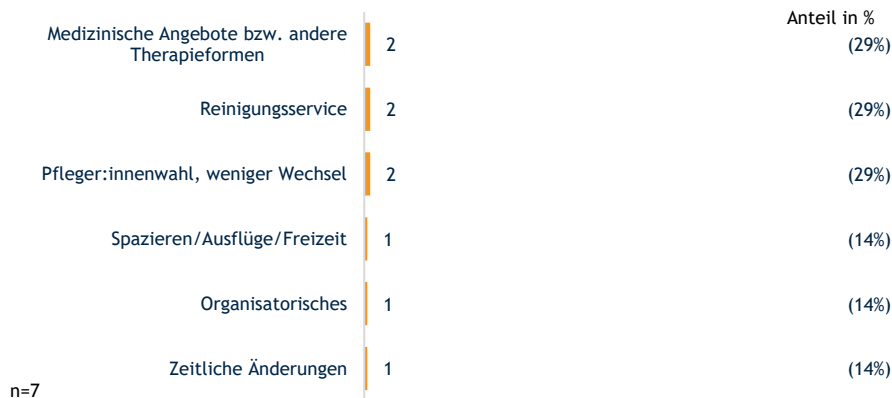 Anteil in %
Medizinische Angebote bzw. andere
Therapieformen
2
(29%)
Reinigungsservice
2
(29%)
Pfleger:innenwahl, weniger Wechsel
2
(29%)
Spazieren/Ausflüge/Freizeit
1
(14%)
Organisatorisches
1
(14%)
Zeitliche Änderungen
1
(14%)
n=7